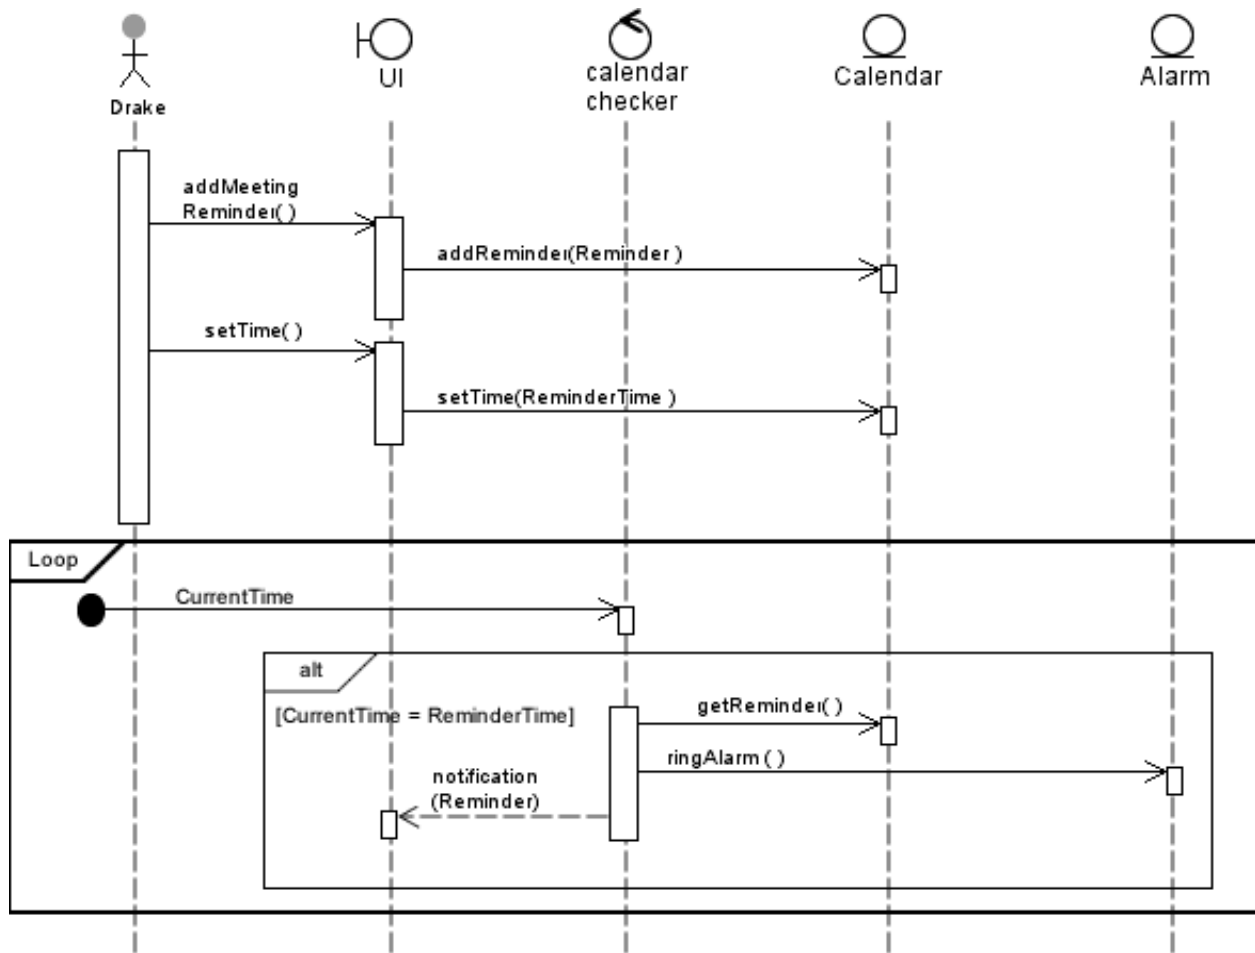 Drake
UI
calendar
checker
Calendar
Alarm
addMeeting
Reminder( )
addReminder(Reminder )
setTime( )
setTime(ReminderTime )
Loop
CurrentTime
alt
[CurrentTime = ReminderTime]
getReminder( )
ringAlarm ( )
notification
(Reminder)